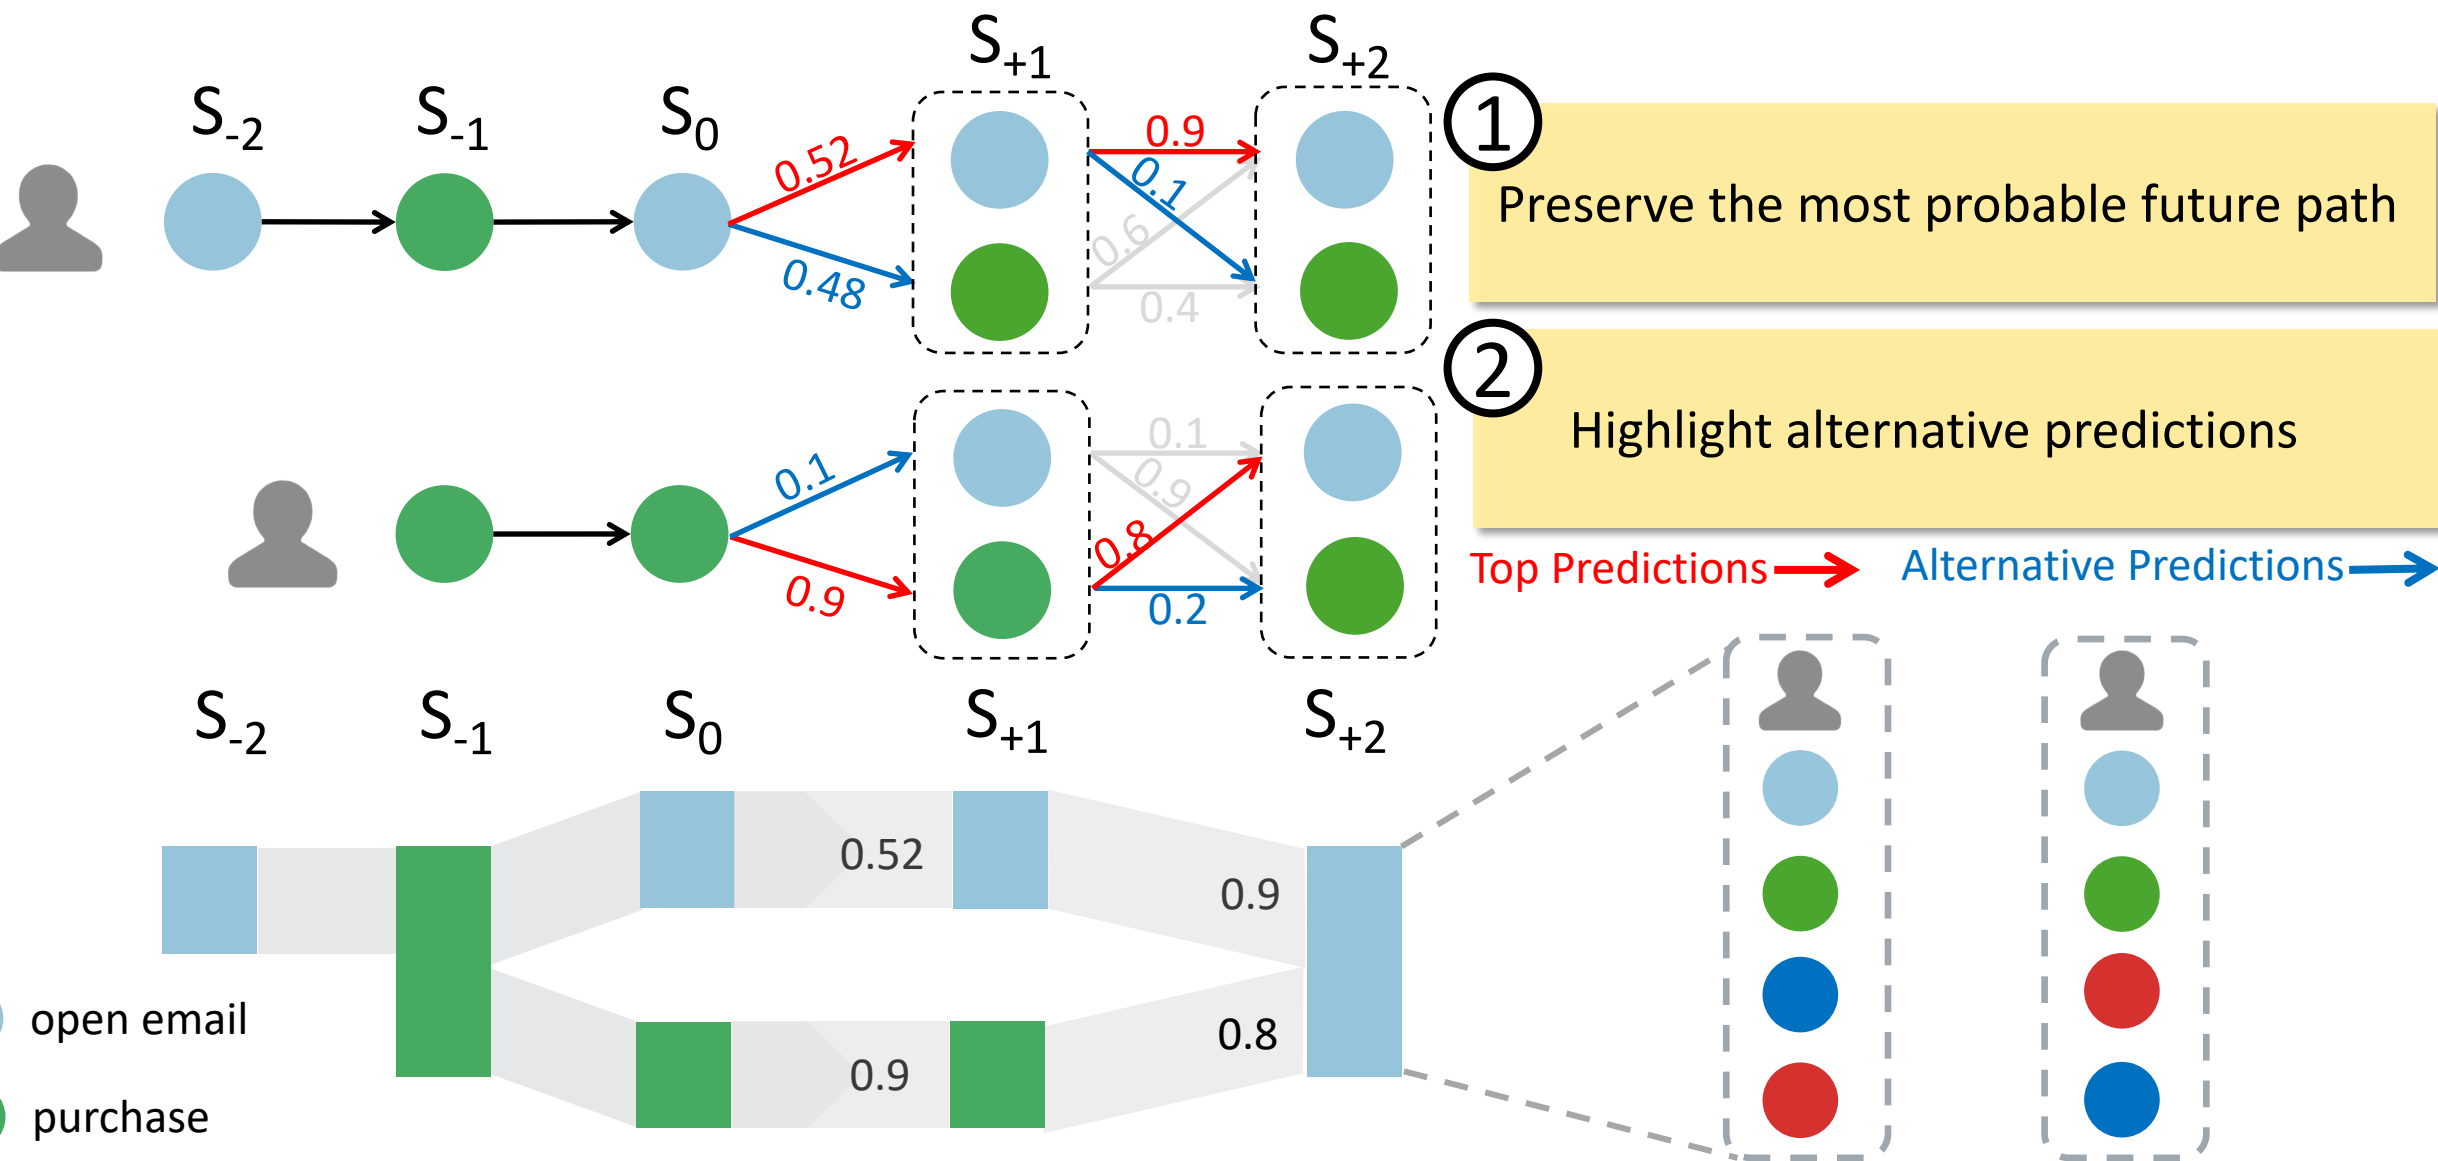 S+1 S+2
S-2 S-1 S0
0.52 0.9
0.1
0.6
0.48 0.4
1
Preserve the most probable future path
2
Highlight alternative predictions
0.1 0.1
0.9
0.8
0.9 0.2
Top Predictions Alternative Predictions
S-2 S-1 S0 S+1 S+2
0.52 0.9
0.9 0.8
open email
purchase